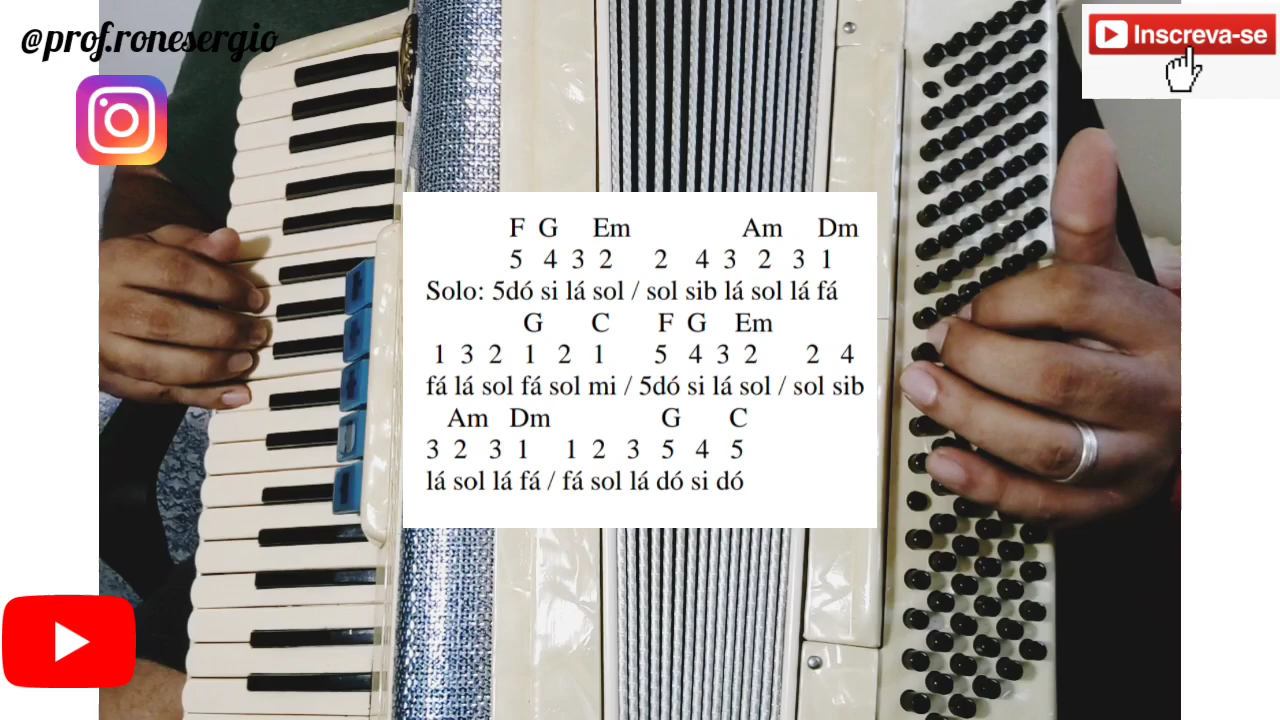 @prof.ronesergio
Inscreva-se
F G Em Am Dm
5 4 3 2 2 4 3 2 3 1
Solo: 5dó si lá sol / sol sib lá sol lá fá
G C F G Em
1 3 2 1 2 1 5 4 3 2 2 4
fá lá sol fá sol mi / 5dó si lá sol / sol sib
Am Dm G C
3 2 3 1 1 2 3 5 4 5
lá sol lá fá / fá sol lá dó si dó